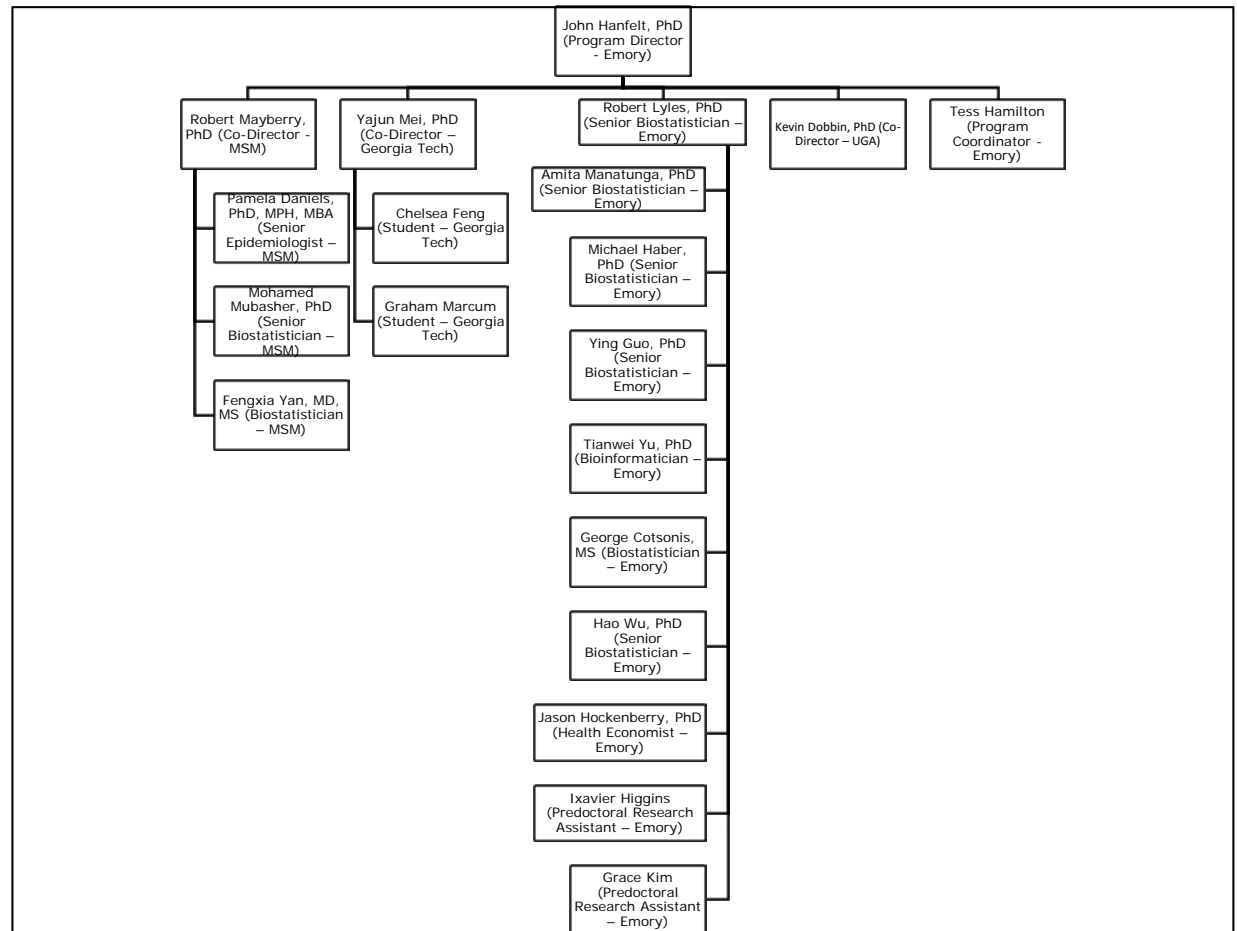 John Hanfelt, PhD
(Program Director
- Emory)
Robert Mayberry,
PhD (Co-Director -
MSM)
Yajun Mei, PhD
(Co-Director –
Georgia Tech)
Robert Lyles, PhD
(Senior Biostatistician –
Emory)
Kevin Dobbin, PhD (Co-
Director – UGA)
Tess Hamilton
(Program
Coordinator -
Emory)
Pamela Daniels,
PhD, MPH, MBA
(Senior
Epidemiologist –
MSM)
Mohamed
Mubasher, PhD
(Senior
Biostatistician –
MSM)
Fengxia Yan, MD,
MS (Biostatistician
– MSM)
Chelsea Feng
(Student – Georgia
Tech)
Graham Marcum
(Student – Georgia
Tech)
Amita Manatunga, PhD
(Senior Biostatistician –
Emory)
Michael Haber,
PhD (Senior
Biostatistician –
Emory)
Ying Guo, PhD
(Senior
Biostatistician –
Emory)
Tianwei Yu, PhD
(Bioinformatician –
Emory)
George Cotsonis,
MS (Biostatistician
– Emory)
Hao Wu, PhD
(Senior
Biostatistician –
Emory)
Jason Hockenberry, PhD
(Health Economist –
Emory)
Ixavier Higgins
(Predoctoral Research
Assistant – Emory)
Grace Kim
(Predoctoral
Research Assistant
– Emory)